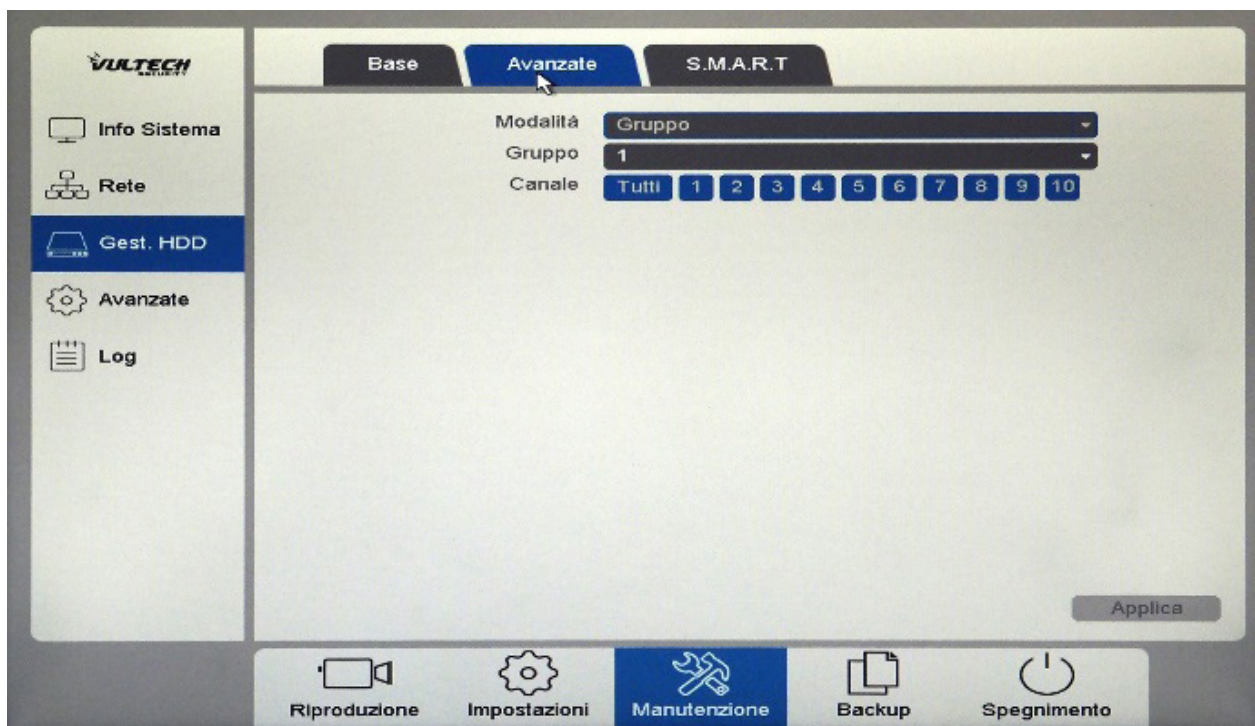 VULTECH
SECURITY
Base
Avanzate
S.M.A.R.T
Info Sistema
Rete
Gest. HDD
Avanzate
Log
Modalità Gruppo
Gruppo 1
Canale Tutti 1 2 3 4 5 6 7 8 9 10
Applica
Riproduzione
Impostazioni
Manutenzione
Backup
Spegnimento